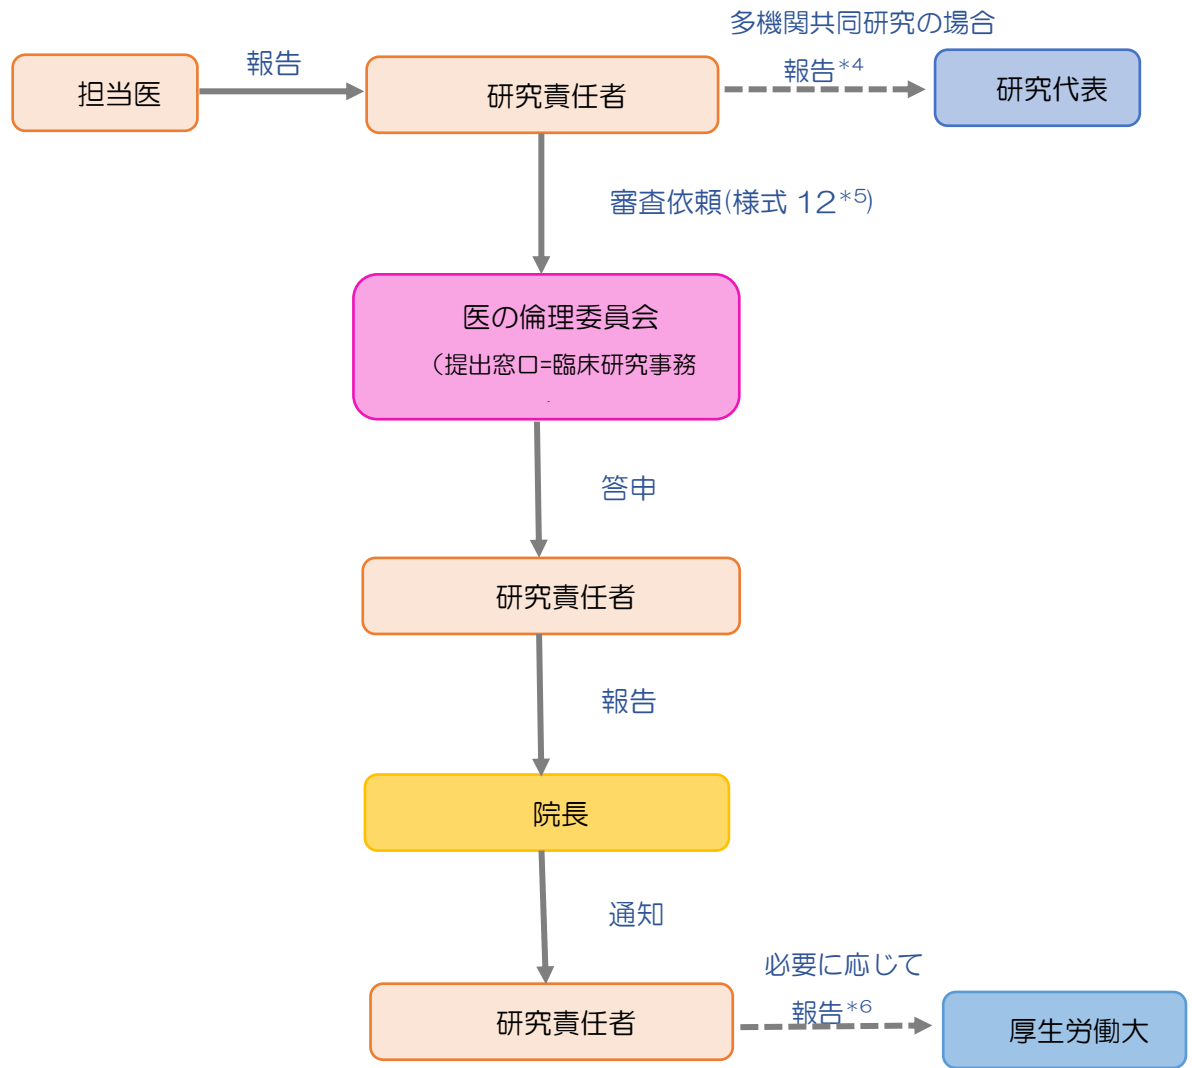 多機関共同研究の場合
担当医
報告
研究責任者
報告*4
研究代表
審査依頼(様式 12*5)
医の倫理委員会
（提出窓口=臨床研究事務
答申
研究責任者
報告
院長
通知
必要に応じて
研究責任者
報告*6
厚生労働大